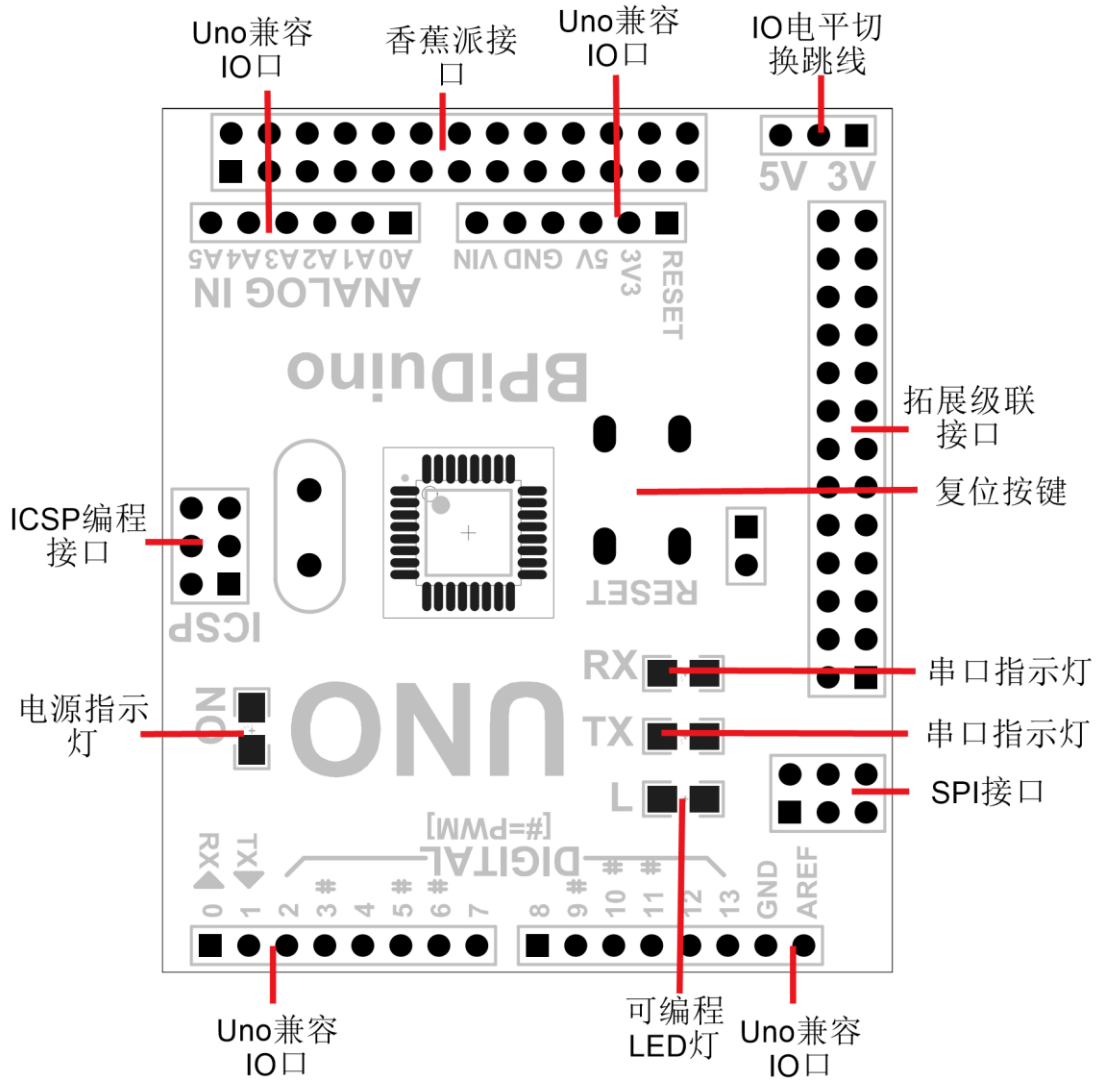 Uno兼容
IO口
香蕉派接
口
Uno兼容
IO口
IO电平切
换跳线
5V 3V
A5 A4 A3 A2 A1 A0
ANALOG IN
VIN GND 5V 3V3 RESET
BPiDuino
拓展级联
接口
复位按键
ICSP编程
接口
ICSP
RESET
RX
串口指示灯
电源指示
灯
ON
UNO
TX
串口指示灯
L
SPI接口
[#=PWM]
DIGITAL
RX TX
0 1 2 3# 4 5# 6# 7 8 9# 10# 11# 12 13 GND AREF
Uno兼容
IO口
可编程
LED灯
Uno兼容
IO口